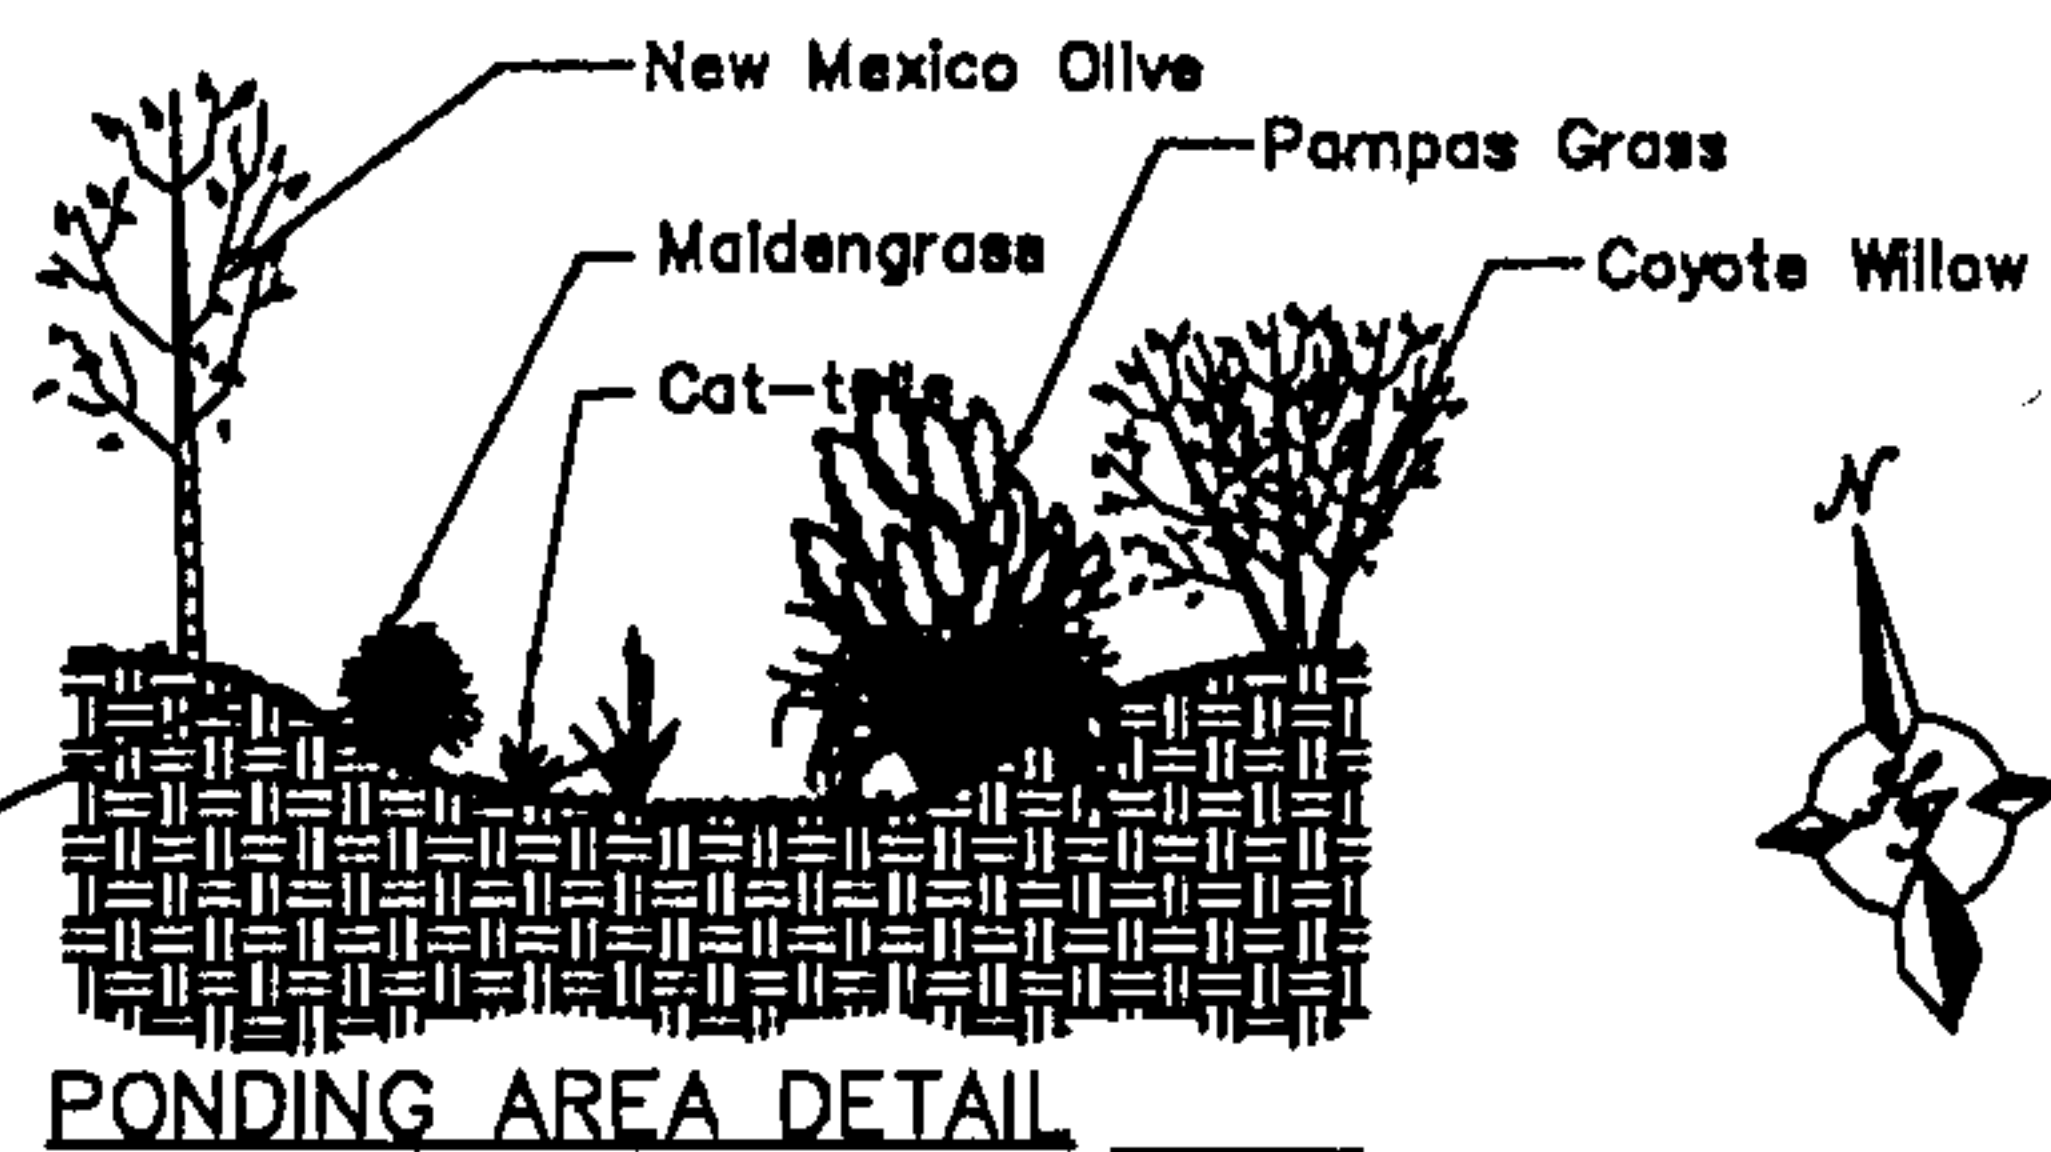 New Mexico Olive
Pampas Grass
Maidengrass
Coyote Willow
Cat-tails
N
PONDING AREA DETAIL